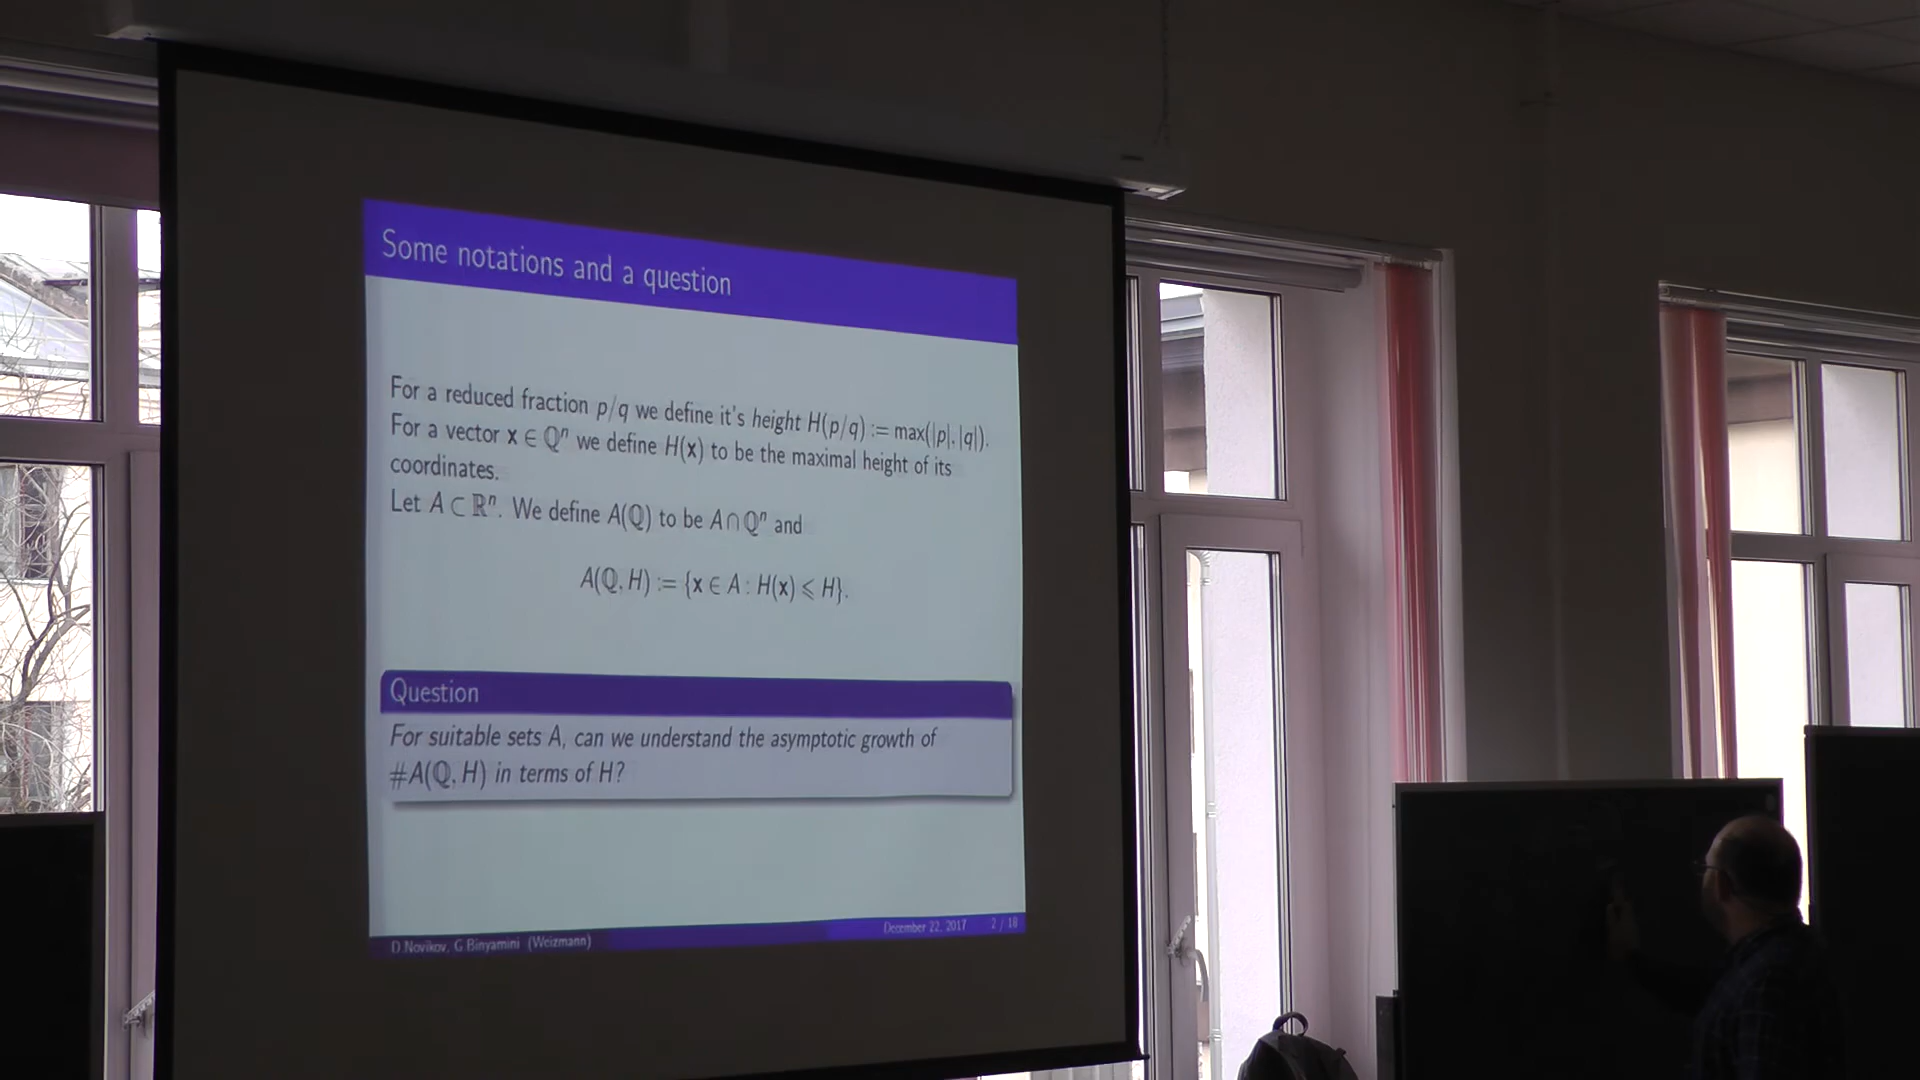 Some notations and a question
For a reduced fraction p/q we define it's height H(p/q) := max(|p|, |q|).
For a vector x ∈ ℚⁿ we define H(x) to be the maximal height of its
coordinates.
Let A ⊂ ℝⁿ. We define A(ℚ) to be A ∩ ℚⁿ and
A(ℚ, H) := {x ∈ A : H(x) ⩽ H}.
Question
For suitable sets A, can we understand the asymptotic growth of
#A(ℚ, H) in terms of H?
D.Novikov, G.Binyamini (Weizmann)
December 22, 2017 2 / 18